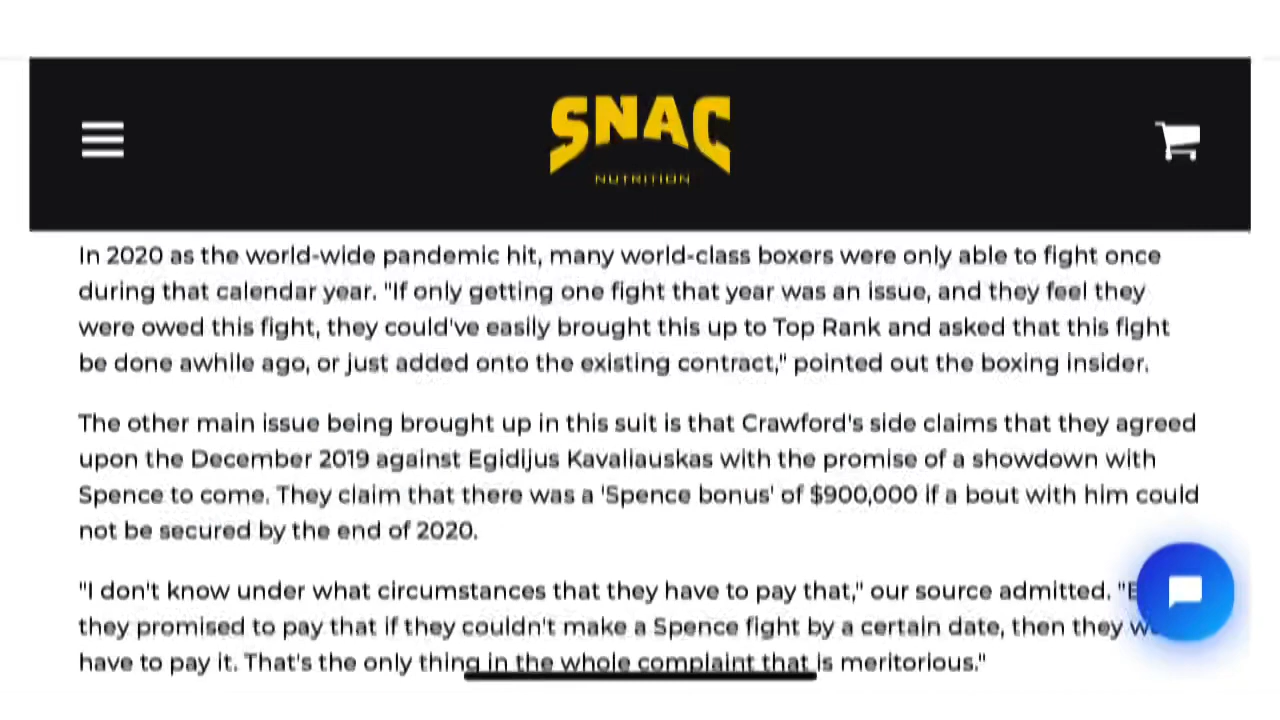 SNAC
NUTRITION
In 2020 as the world-wide pandemic hit, many world-class boxers were only able to fight once
during that calendar year. "If only getting one fight that year was an issue, and they feel they
were owed this fight, they could've easily brought this up to Top Rank and asked that this fight
be done awhile ago, or just added onto the existing contract," pointed out the boxing insider.
The other main issue being brought up in this suit is that Crawford's side claims that they agreed
upon the December 2019 against Egidijus Kavaliauskas with the promise of a showdown with
Spence to come. They claim that there was a 'Spence bonus' of $900,000 if a bout with him could
not be secured by the end of 2020.
"I don't know under what circumstances that they have to pay that," our source admitted.
they promised to pay that if they couldn't make a Spence fight by a certain date, then they
have to pay it. That's the only thing in the whole complaint that is meritorious."